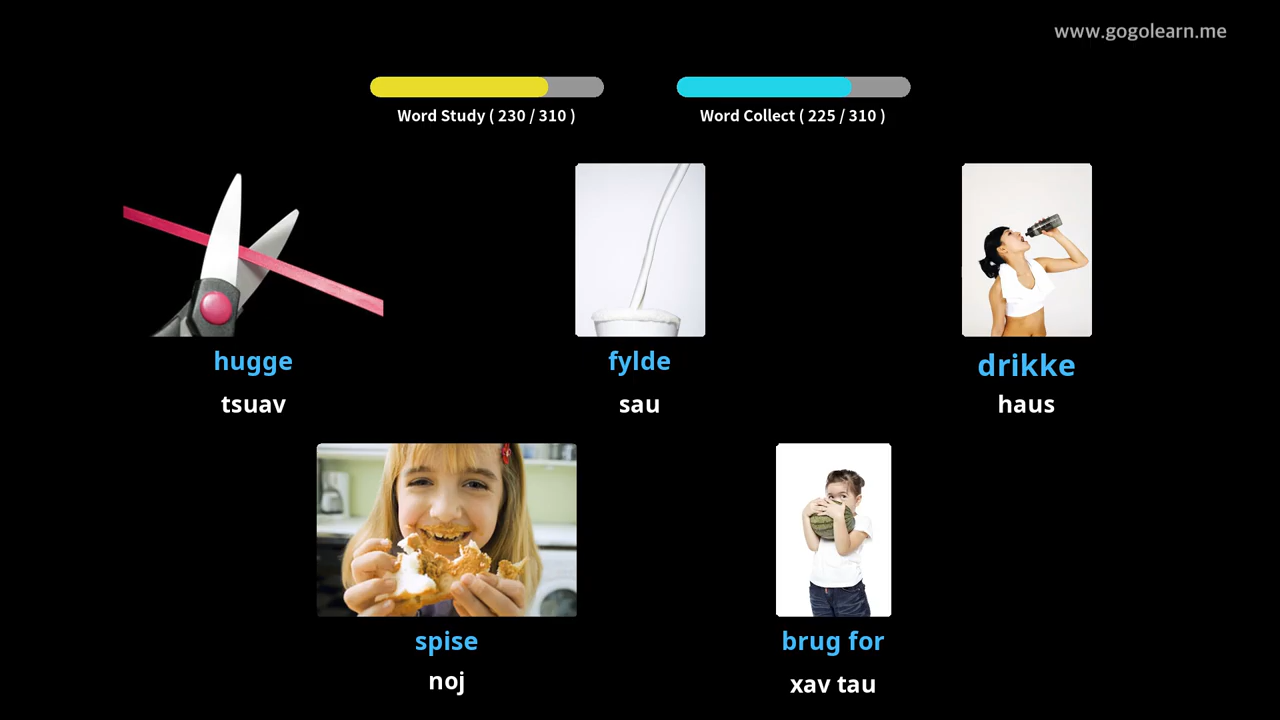 www.gogolearn.me
Word Study ( 230 / 310 )
Word Collect ( 225 / 310 )
hugge
fylde
drikke
tsuav
sau
haus
spise
brug for
noj
xav tau